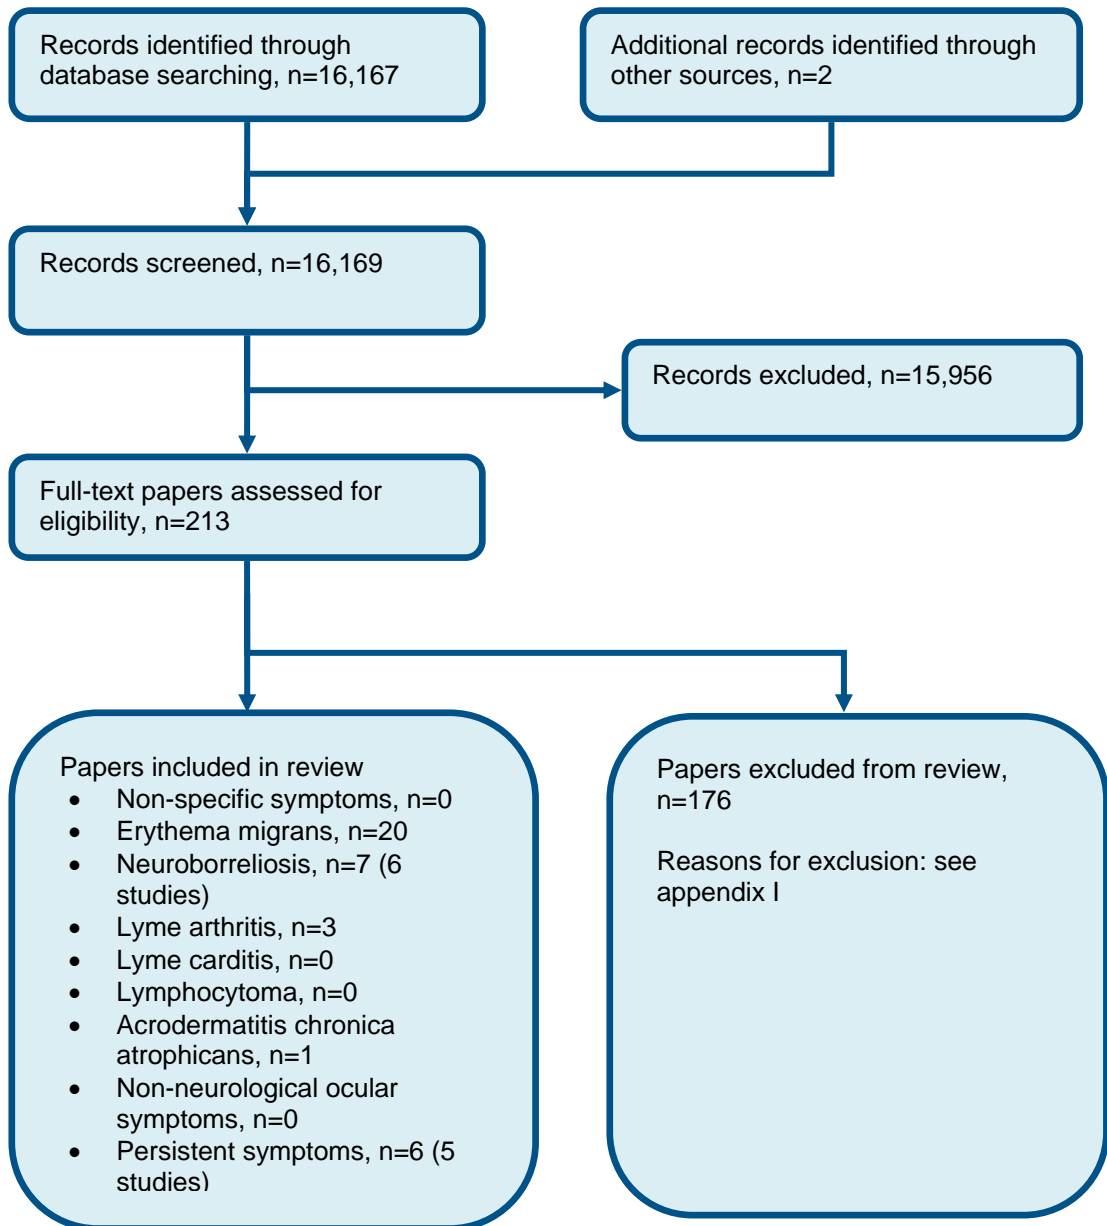 Records identified through
database searching, n=16,167
Additional records identified through
other sources, n=2
Records screened, n=16,169
Records excluded, n=15,956
Full-text papers assessed for
eligibility, n=213
Papers included in review
• Non-specific symptoms, n=0
• Erythema migrans, n=20
• Neuroborreliosis, n=7 (6
studies)
• Lyme arthritis, n=3
• Lyme carditis, n=0
• Lymphocytoma, n=0
• Acrodermatitis chronica
atrophicans, n=1
• Non-neurological ocular
symptoms, n=0
• Persistent symptoms, n=6 (5
studies)
Papers excluded from review,
n=176
Reasons for exclusion: see
appendix I